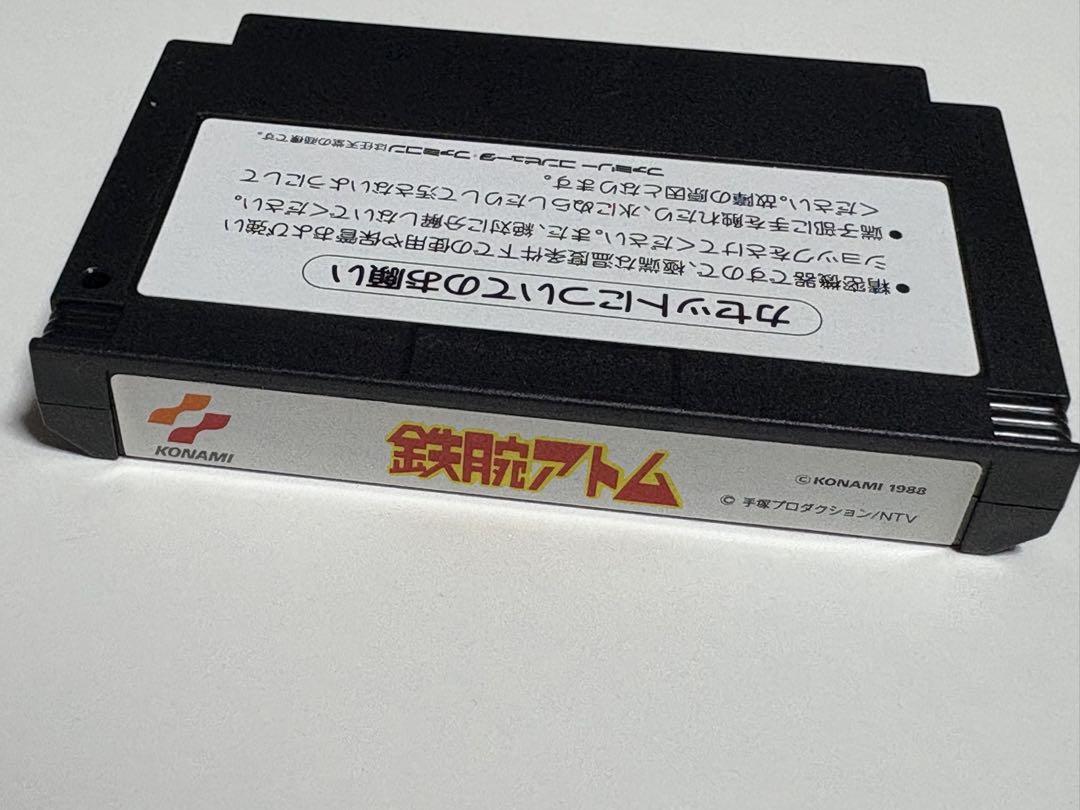 カセットについてのお願い
●精密機器ですので、極端な温度条件下での使用や保管および強い
ショックをさけてください。また、絶対に分解しないでください。
●端子部に手を触れたり、水にぬらしたりして汚さないようにして
ください。故障の原因となります。
ファミリー コンピュータ・ファミコンは任天堂の商標です。
KONAMI
鉄腕アトム
©KONAMI 1988
© 手塚プロダクション/NTV